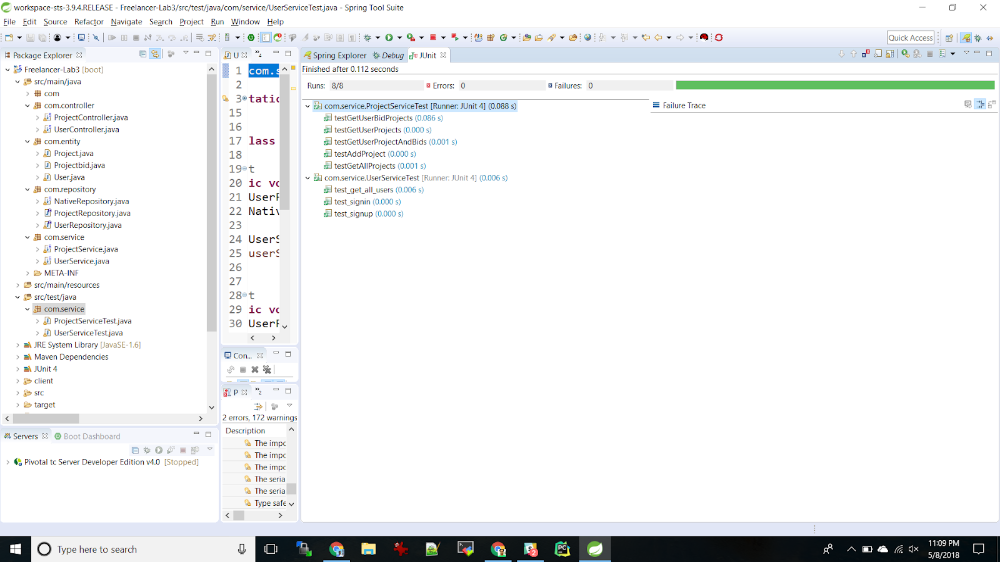 workspace-sts-3.9.4.RELEASE - Freelancer-Lab3/src/test/java/com/service/UserServiceTest.java - Spring Tool Suite
File Edit Source Refactor Navigate Search Project Run Window Help
Quick Access
Package Explorer
Freelancer-Lab3 [boot]
src/main/java
com
com.controller
ProjectController.java
UserController.java
com.entity
Project.java
Projectbid.java
User.java
com.repository
NativeRepository.java
ProjectRepository.java
UserRepository.java
com.service
ProjectService.java
UserService.java
META-INF
src/main/resources
src/test/java
com.service
ProjectServiceTest.java
UserServiceTest.java
JRE System Library [JavaSE-1.6]
Maven Dependencies
JUnit 4
client
src
target
Servers Boot Dashboard
Pivotal tc Server Developer Edition v4.0 [Stopped]
U 4
1 com.s
2
3 tatic
15
16
17 lass
18
19 t
20 ic vo
21 UserF
22 Nativ
23
24 UserS
25 userS
26
27
28 t
29 ic vo
30 UserF
Con...
P 2
2 errors, 172 warnings
Description
The impo
The impo
The impo
The seria
The seria
Type safe
Spring Explorer Debug JUnit
Finished after 0.112 seconds
Runs: 8/8 Errors: 0 Failures: 0
com.service.ProjectServiceTest [Runner: JUnit 4] (0.088 s)
testGetUserBidProjects (0.086 s)
testGetUserProjects (0.000 s)
testGetUserProjectAndBids (0.001 s)
testAddProject (0.000 s)
testGetAllProjects (0.001 s)
com.service.UserServiceTest [Runner: JUnit 4] (0.006 s)
test_get_all_users (0.006 s)
test_signin (0.000 s)
test_signup (0.000 s)
Failure Trace
Type here to search
11:09 PM
5/8/2018